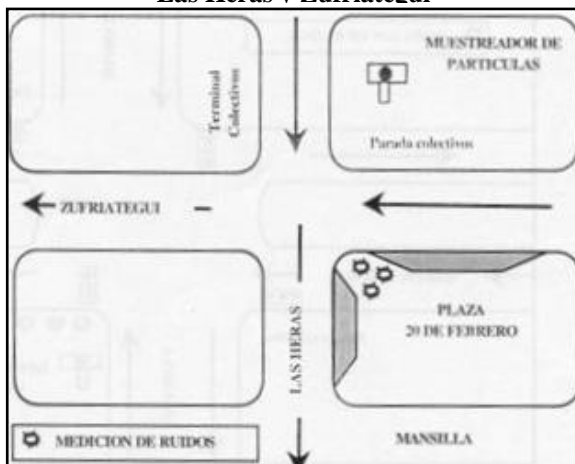 Las Heras y Zufriategui
MUESTREADOR DE
PARTICULAS
Terminal
Colectivos
Parada colectivos
ZUFRIATEGUI
LAS HERAS
PLAZA
20 DE FEBRERO
MEDICION DE RUIDOS
MANSILLA